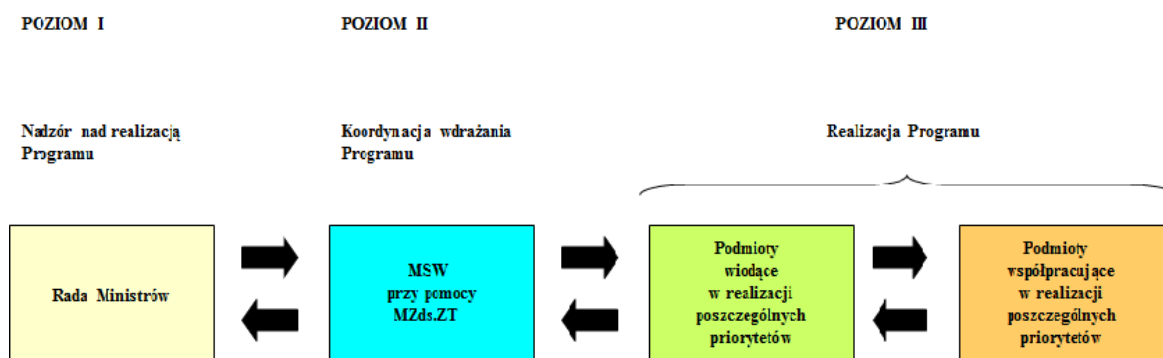 POZIOM I
POZIOM II
POZIOM III
Nadzór nad realizacją
Programu
Koordynacja wdrażania
Programu
Realizacja Programu
Rada Ministrów
MSW
przy pomocy
MZds.ZT
Podmioty
wiodące
w realizacji
poszczególnych
priorytetów
Podmioty
współpracujące
w realizacji
poszczególnych
priorytetów